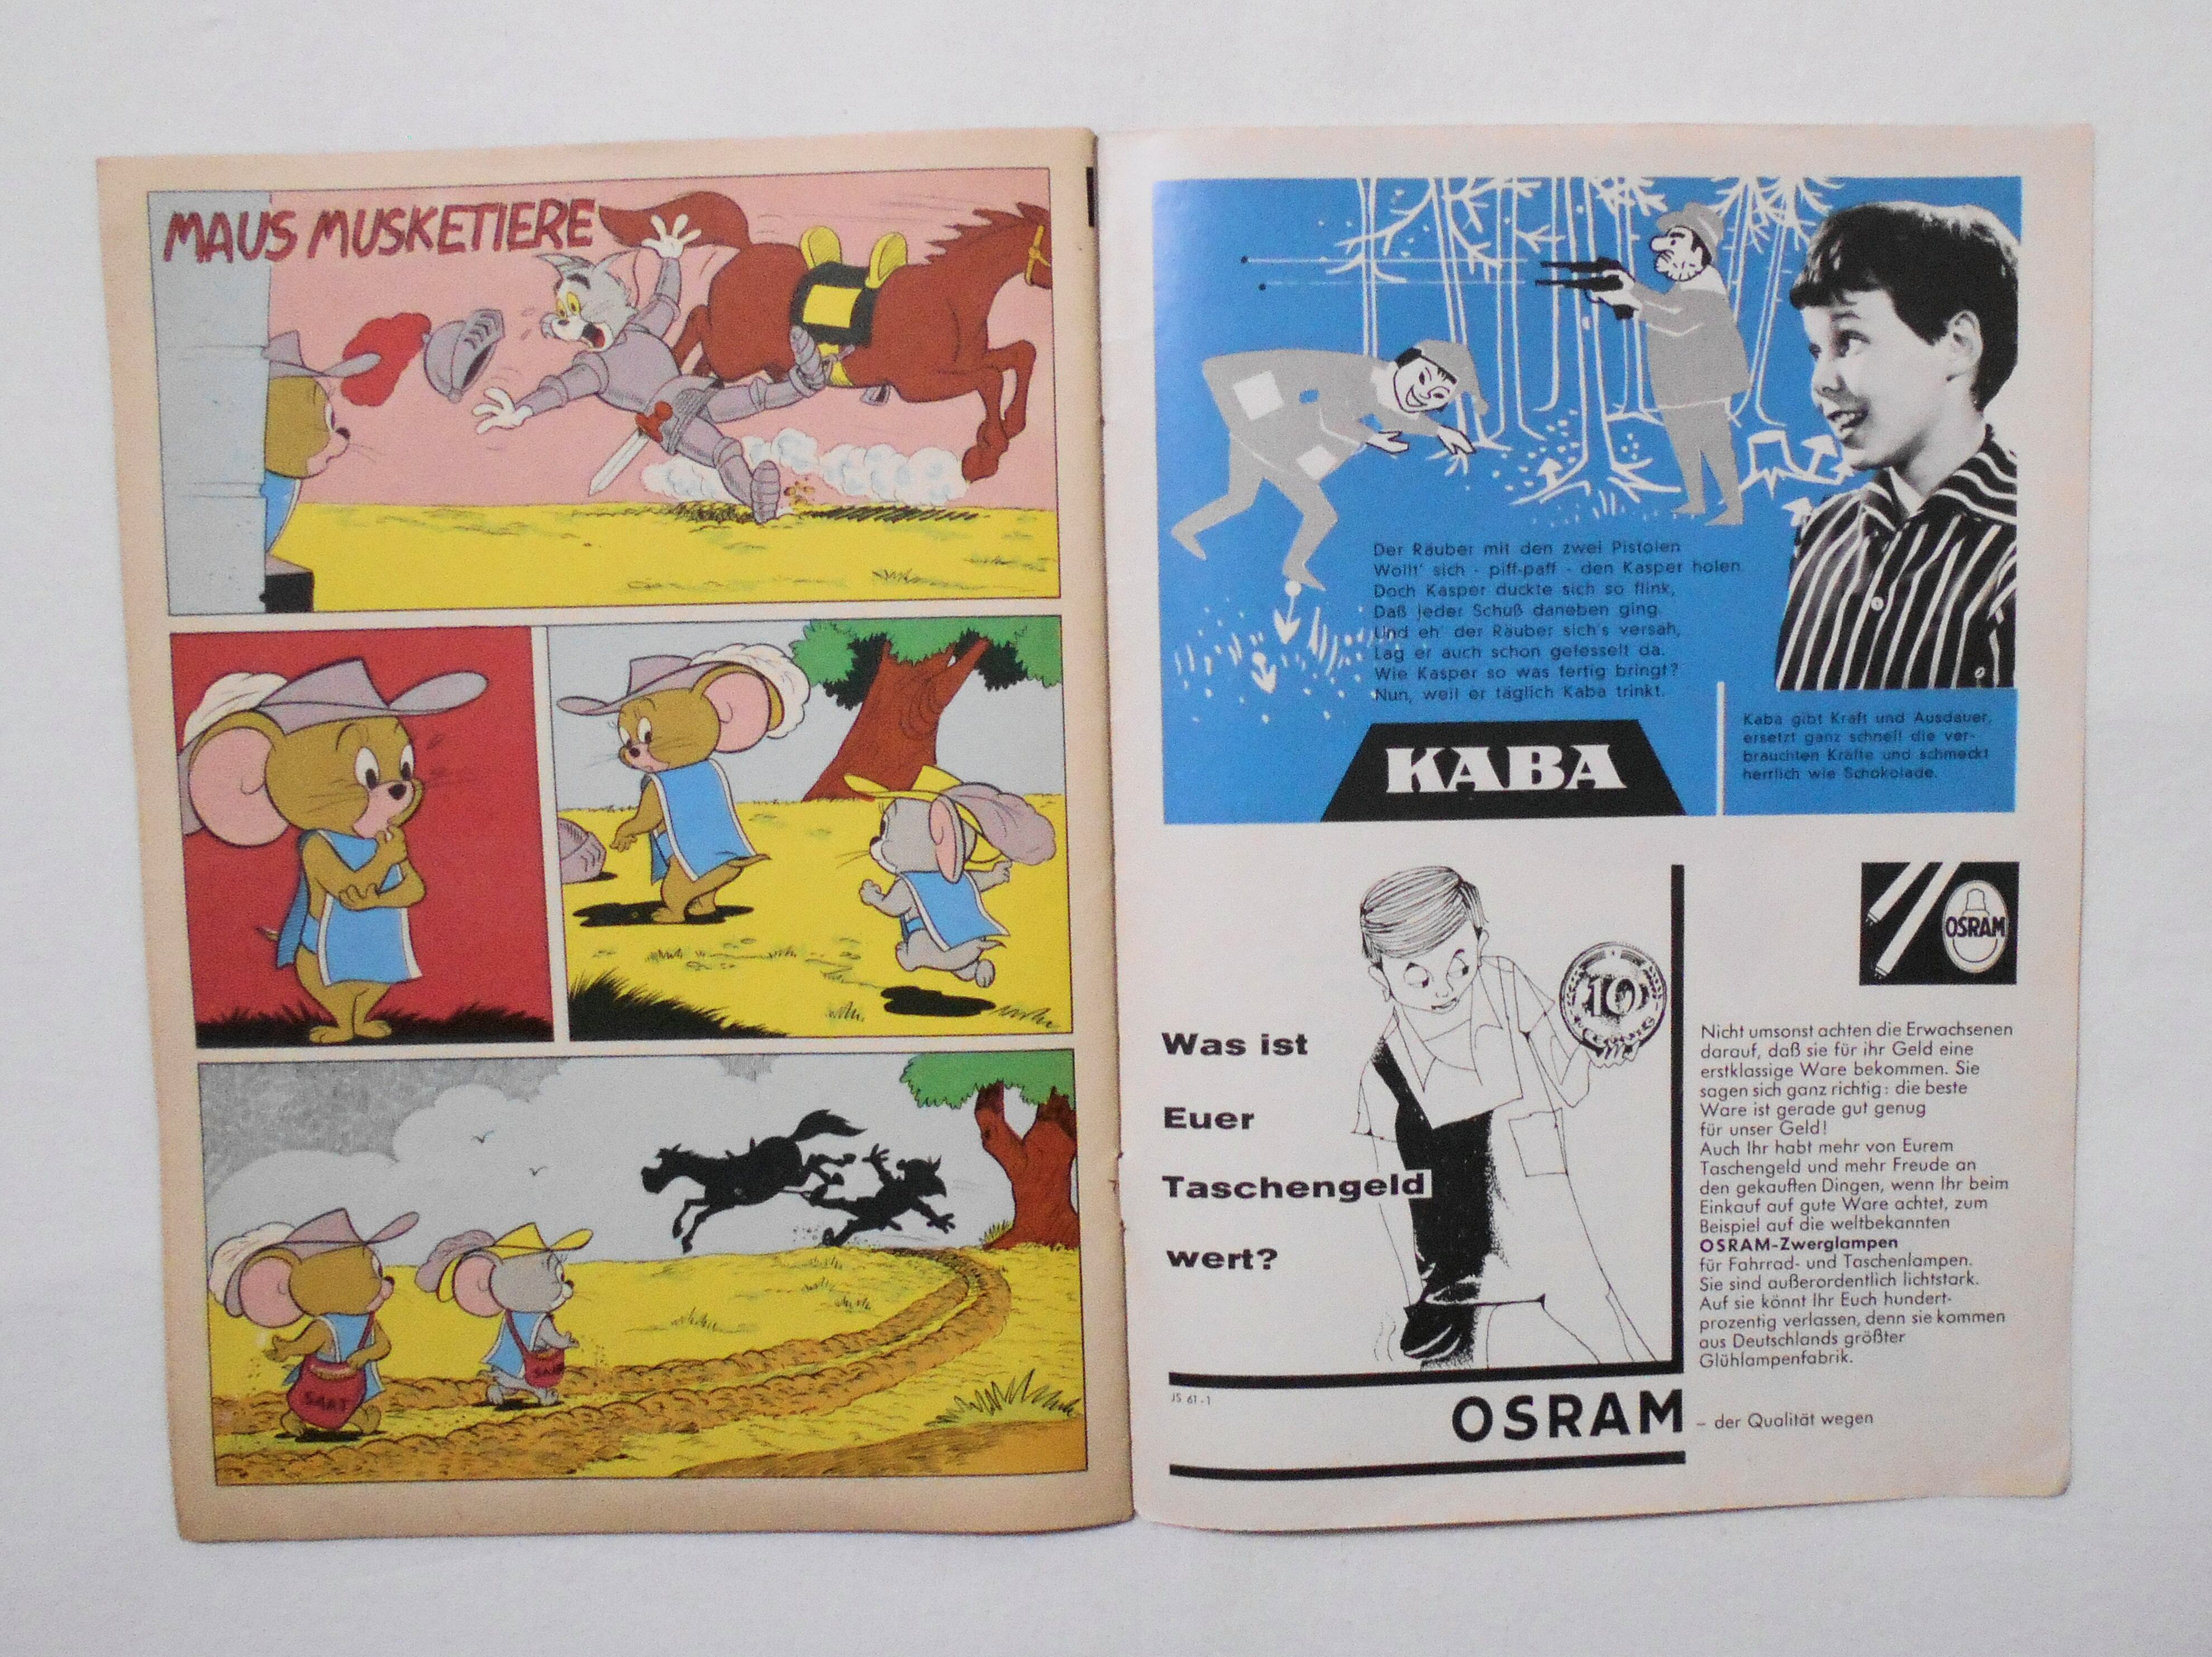 MAUS MUSKETIERE
SAAT
Der Räuber mit den zwei Pistolen
Wollt' sich - piff-paff - den Kasper holen.
Doch Kasper duckte sich so flink,
Daß jeder Schuß daneben ging.
Und eh' der Räuber sich's versah,
Lag er auch schon gefesselt da.
Wie Kasper so was fertig bringt?
Nun, weil er täglich Kaba trinkt.
KABA
Kaba gibt Kraft und Ausdauer,
ersetzt ganz schnell die ver-
brauchten Kräfte und schmeckt
herrlich wie Schokolade.
Was ist
Euer
Taschengeld
wert?
10
PFENNIG
OSRAM
Nicht umsonst achten die Erwachsenen
darauf, daß sie für ihr Geld eine
erstklassige Ware bekommen. Sie
sagen sich ganz richtig: die beste
Ware ist gerade gut genug
für unser Geld!
Auch Ihr habt mehr von Eurem
Taschengeld und mehr Freude an
den gekauften Dingen, wenn Ihr beim
Einkauf auf gute Ware achtet, zum
Beispiel auf die weltbekannten
OSRAM-Zwerglampen
für Fahrrad- und Taschenlampen.
Sie sind außerordentlich lichtstark.
Auf sie könnt Ihr Euch hundert-
prozentig verlassen, denn sie kommen
aus Deutschlands größter
Glühlampenfabrik.
JS 61-1
OSRAM – der Qualität wegen